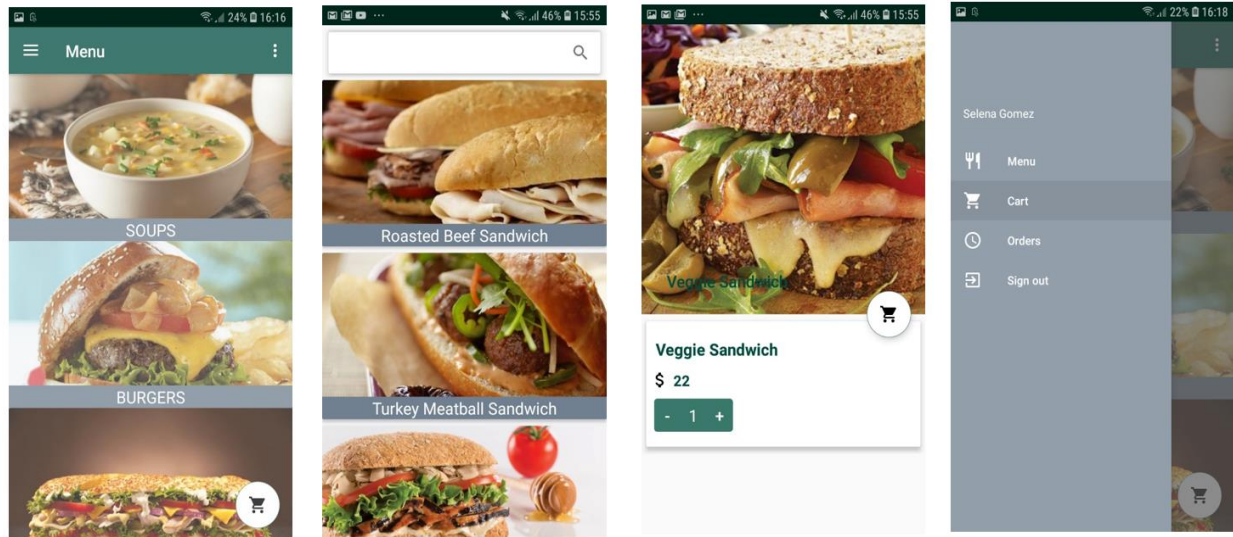 24% 16:16
Menu
SOUPS
BURGERS
46% 15:55
Roasted Beef Sandwich
Turkey Meatball Sandwich
46% 15:55
Veggie Sandwich
Veggie Sandwich
$ 22
- 1 +
22% 16:18
Selena Gomez
Menu
Cart
Orders
Sign out